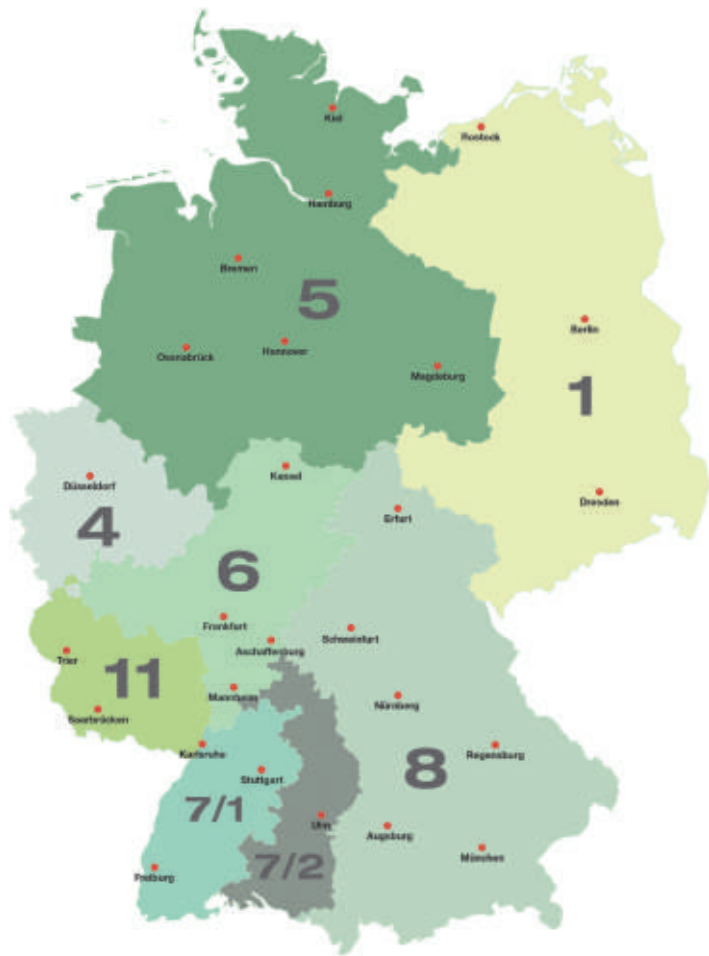 Kiel
Rostock
Hamburg
Bremen
5
Berlin
Hannover
Osnabrück
Magdeburg
1
Kassel
Düsseldorf
Dresden
4
Erfurt
6
Frankfurt
Schweinfurt
Aschaffenburg
Trier
11
Mannheim
Nürnberg
Saarbrücken
Karlsruhe
Regensburg
8
Stuttgart
7/1
Ulm
Augsburg
München
7/2
Freiburg